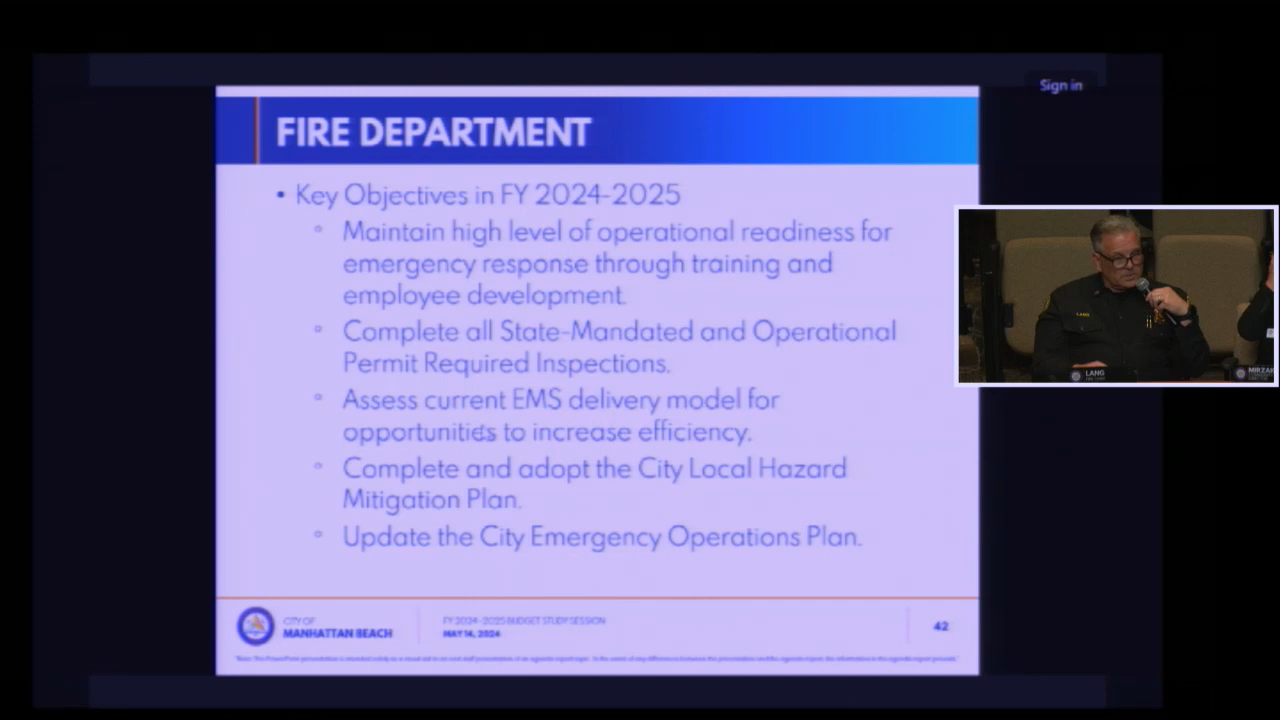 Sign in
FIRE DEPARTMENT
• Key Objectives in FY 2024-2025
° Maintain high level of operational readiness for
emergency response through training and
employee development.
° Complete all State-Mandated and Operational
Permit Required Inspections.
° Assess current EMS delivery model for
opportunities to increase efficiency.
° Complete and adopt the City Local Hazard
Mitigation Plan.
° Update the City Emergency Operations Plan.
CITY OF
MANHATTAN BEACH
FY 2024-2025 BUDGET STUDY SESSION
MAY 14, 2024
42
LANG
LANG